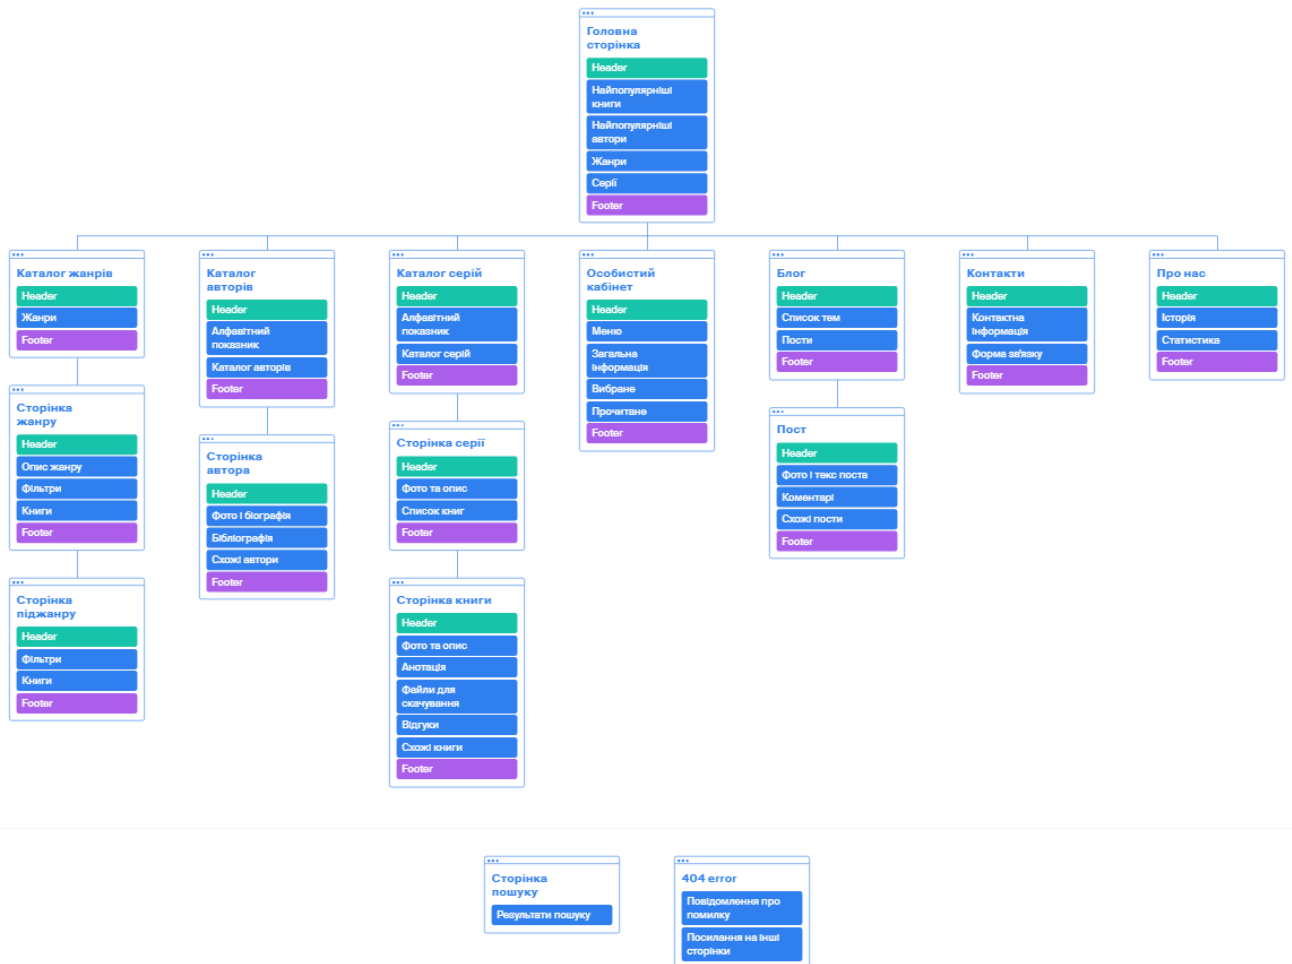 Головна
сторінка
Header
Найпопулярніші
книги
Найпопулярніші
автори
Жанри
Серії
Footer
Каталог жанрів
Header
Жанри
Footer
Сторінка
жанру
Header
Опис жанру
Фільтри
Книги
Footer
Сторінка
піджанру
Header
Фільтри
Книги
Footer
Каталог
авторів
Header
Алфавітний
показник
Каталог авторів
Footer
Сторінка
автора
Header
Фото і біографія
Бібліографія
Схожі автори
Footer
Каталог серій
Header
Алфавітний
показник
Каталог серій
Footer
Сторінка серії
Header
Фото та опис
Список книг
Footer
Сторінка книги
Header
Фото та опис
Анотація
Файли для
скачування
Відгуки
Схожі книги
Footer
Особистий
кабінет
Header
Меню
Загальна
інформація
Вибране
Прочитане
Footer
Блог
Header
Список тем
Пости
Footer
Пост
Header
Фото і текс поста
Коментарі
Схожі пости
Footer
Контакти
Header
Контактна
інформація
Форма зв'язку
Footer
Про нас
Header
Історія
Статистика
Footer
Сторінка
пошуку
Результати пошуку
404 error
Повідомлення про
помилку
Посилання на інші
сторінки